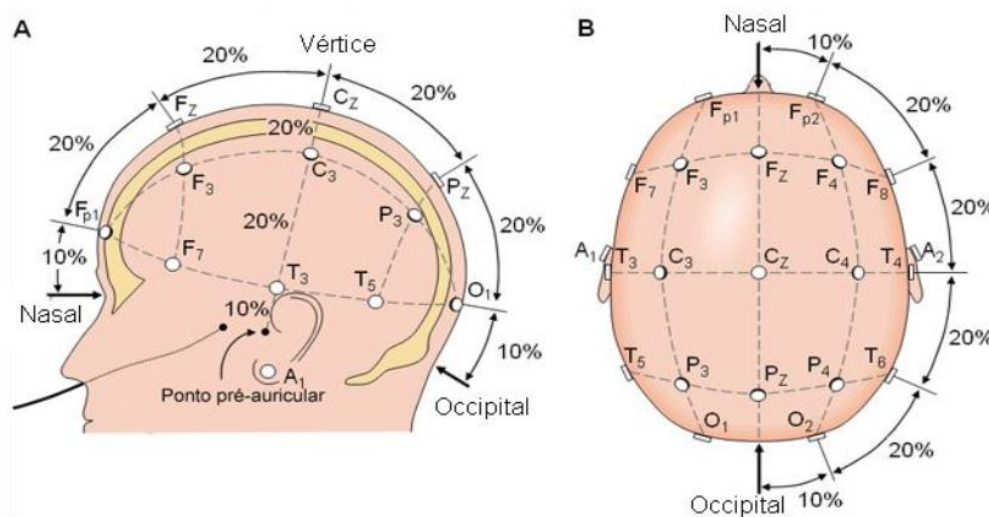 A
Vértice
20%
20%
F_Z
C_Z
20%
20%
20%
F_3
C_3
P_Z
F_p1
20%
P_3
20%
10%
F_7
T_3
T_5
O_1
Nasal
10%
10%
A_1
Ponto pré-auricular
Occipital
B
Nasal
10%
F_p1
F_p2
20%
F_7
F_3
F_Z
F_4
F_8
20%
A_1
T_3
C_3
C_Z
C_4
T_4
A_2
20%
T_5
P_3
P_Z
P_4
T_6
O_1
O_2
20%
10%
Occipital